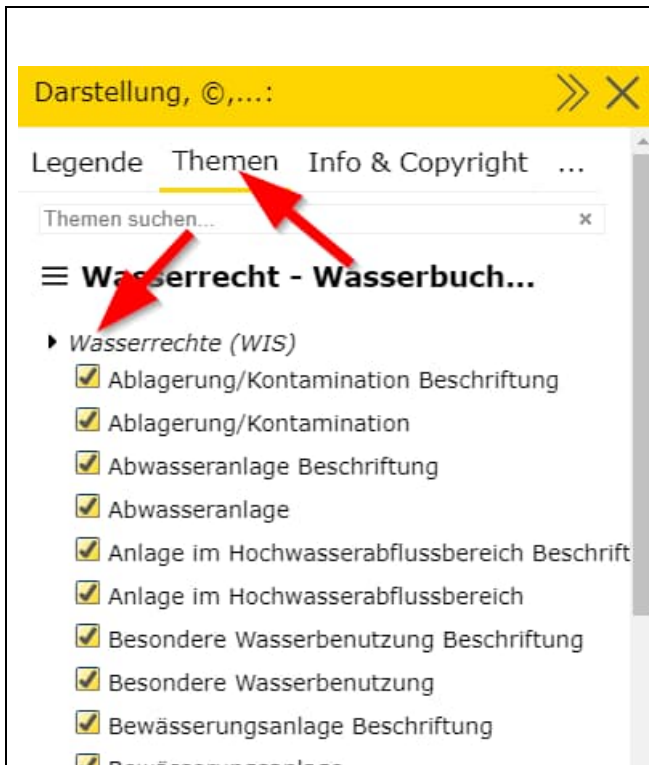 Darstellung, ©,...:
Legende Themen Info & Copyright ...
Themen suchen...
Wasserrecht - Wasserbuch...
Wasserrechte (WIS)
Ablagerung/Kontamination Beschriftung
Ablagerung/Kontamination
Abwasseranlage Beschriftung
Abwasseranlage
Anlage im Hochwasserabflussbereich Beschrift
Anlage im Hochwasserabflussbereich
Besondere Wasserbenutzung Beschriftung
Besondere Wasserbenutzung
Bewässerungsanlage Beschriftung
Bewässerungsanlage